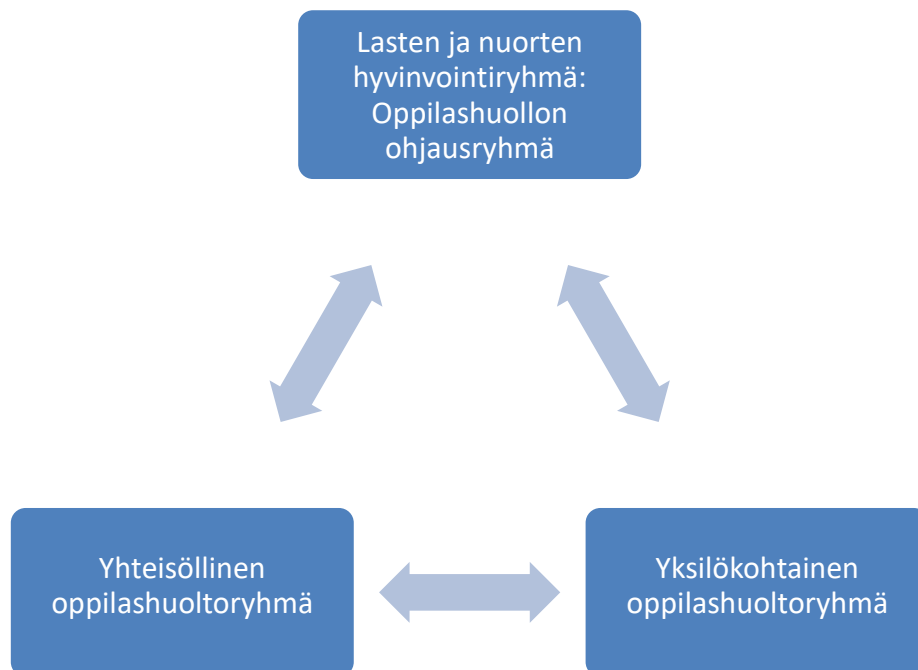 Lasten ja nuorten
hyvinvointiryhmä:
Oppilashuollon
ohjausryhmä
Yhteisöllinen
oppilashuoltoryhmä
Yksilökohtainen
oppilashuoltoryhmä